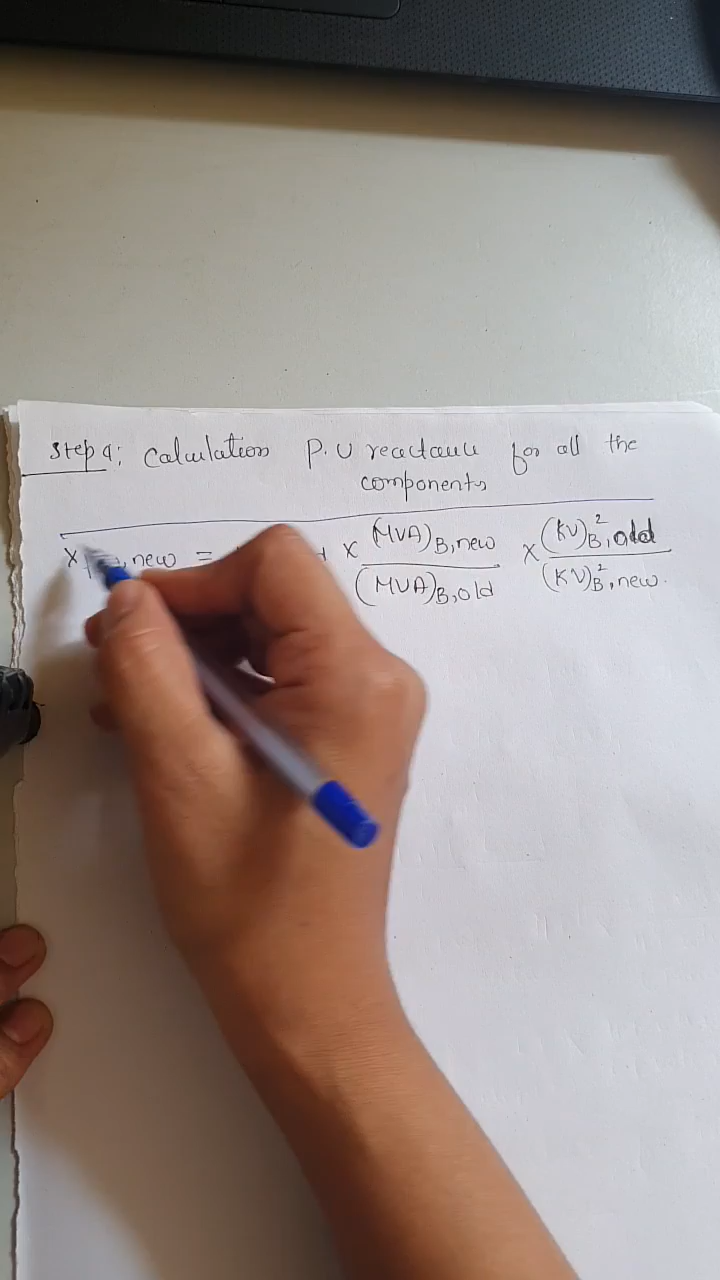 Step 4: Calculation P.U reactance for all the
components
X , new = × (MVA)B,new / (MVA)B,old × (KV)²B,old / (KV)²B,new.